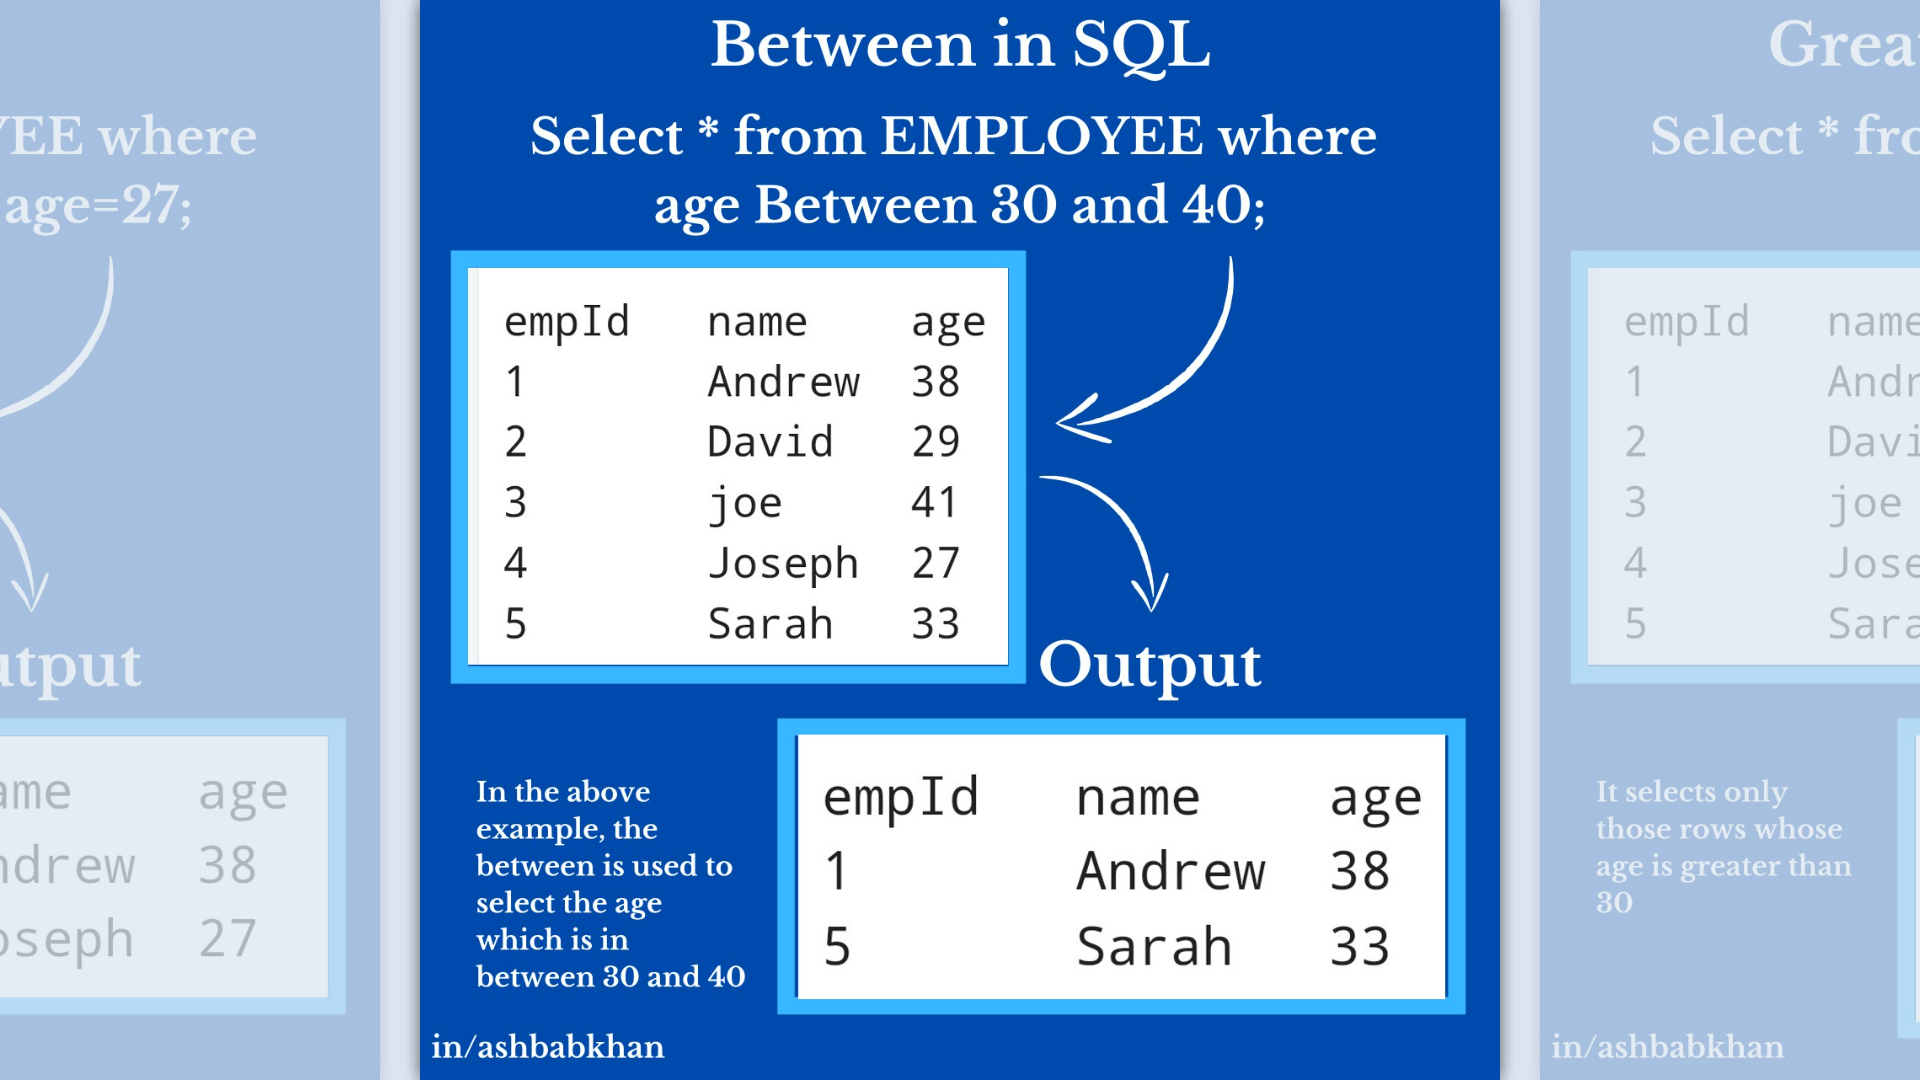 YEE where
age=27;
utput
ame age
ndrew 38
oseph 27
Between in SQL
Select * from EMPLOYEE where
age Between 30 and 40;
empId name age
1 Andrew 38
2 David 29
3 joe 41
4 Joseph 27
5 Sarah 33
Output
In the above
example, the
between is used to
select the age
which is in
between 30 and 40
empId name age
1 Andrew 38
5 Sarah 33
in/ashbabkhan
Grea
Select * fro
empId name
1 Andr
2 Davi
3 joe
4 Jose
5 Sara
It selects only
those rows whose
age is greater than
30
in/ashbabkhan